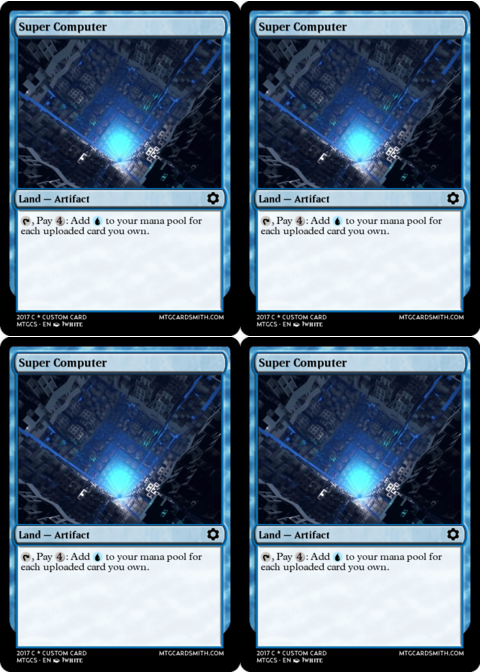 Super Computer
Land — Artifact
, Pay 4: Add to your mana pool for
each uploaded card you own.
2017 C * CUSTOM CARD
MTGCS • EN IWHITE
MTGCARDSMITH.COM
Super Computer
Land — Artifact
, Pay 4: Add to your mana pool for
each uploaded card you own.
2017 C * CUSTOM CARD
MTGCS • EN IWHITE
MTGCARDSMITH.COM
Super Computer
Land — Artifact
, Pay 4: Add to your mana pool for
each uploaded card you own.
2017 C * CUSTOM CARD
MTGCS • EN IWHITE
MTGCARDSMITH.COM
Super Computer
Land — Artifact
, Pay 4: Add to your mana pool for
each uploaded card you own.
2017 C * CUSTOM CARD
MTGCS • EN IWHITE
MTGCARDSMITH.COM